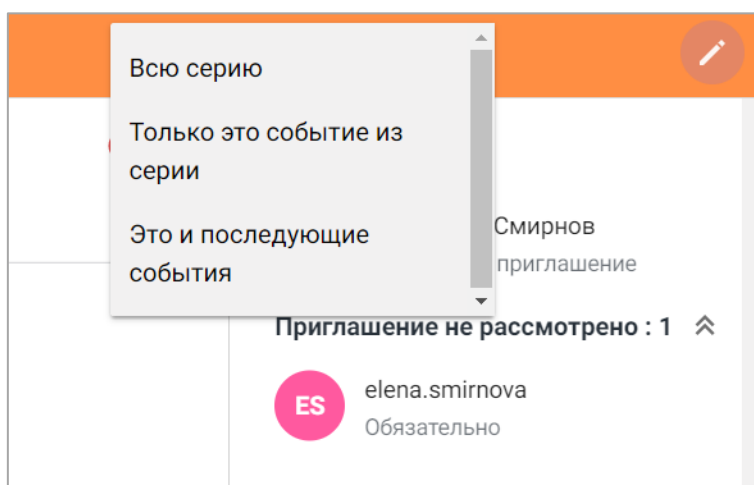 Всю серию
Только это событие из
серии
Это и последующие
события
Смирнов
приглашение
Приглашение не рассмотрено : 1
ES
elena.smirnova
Обязательно